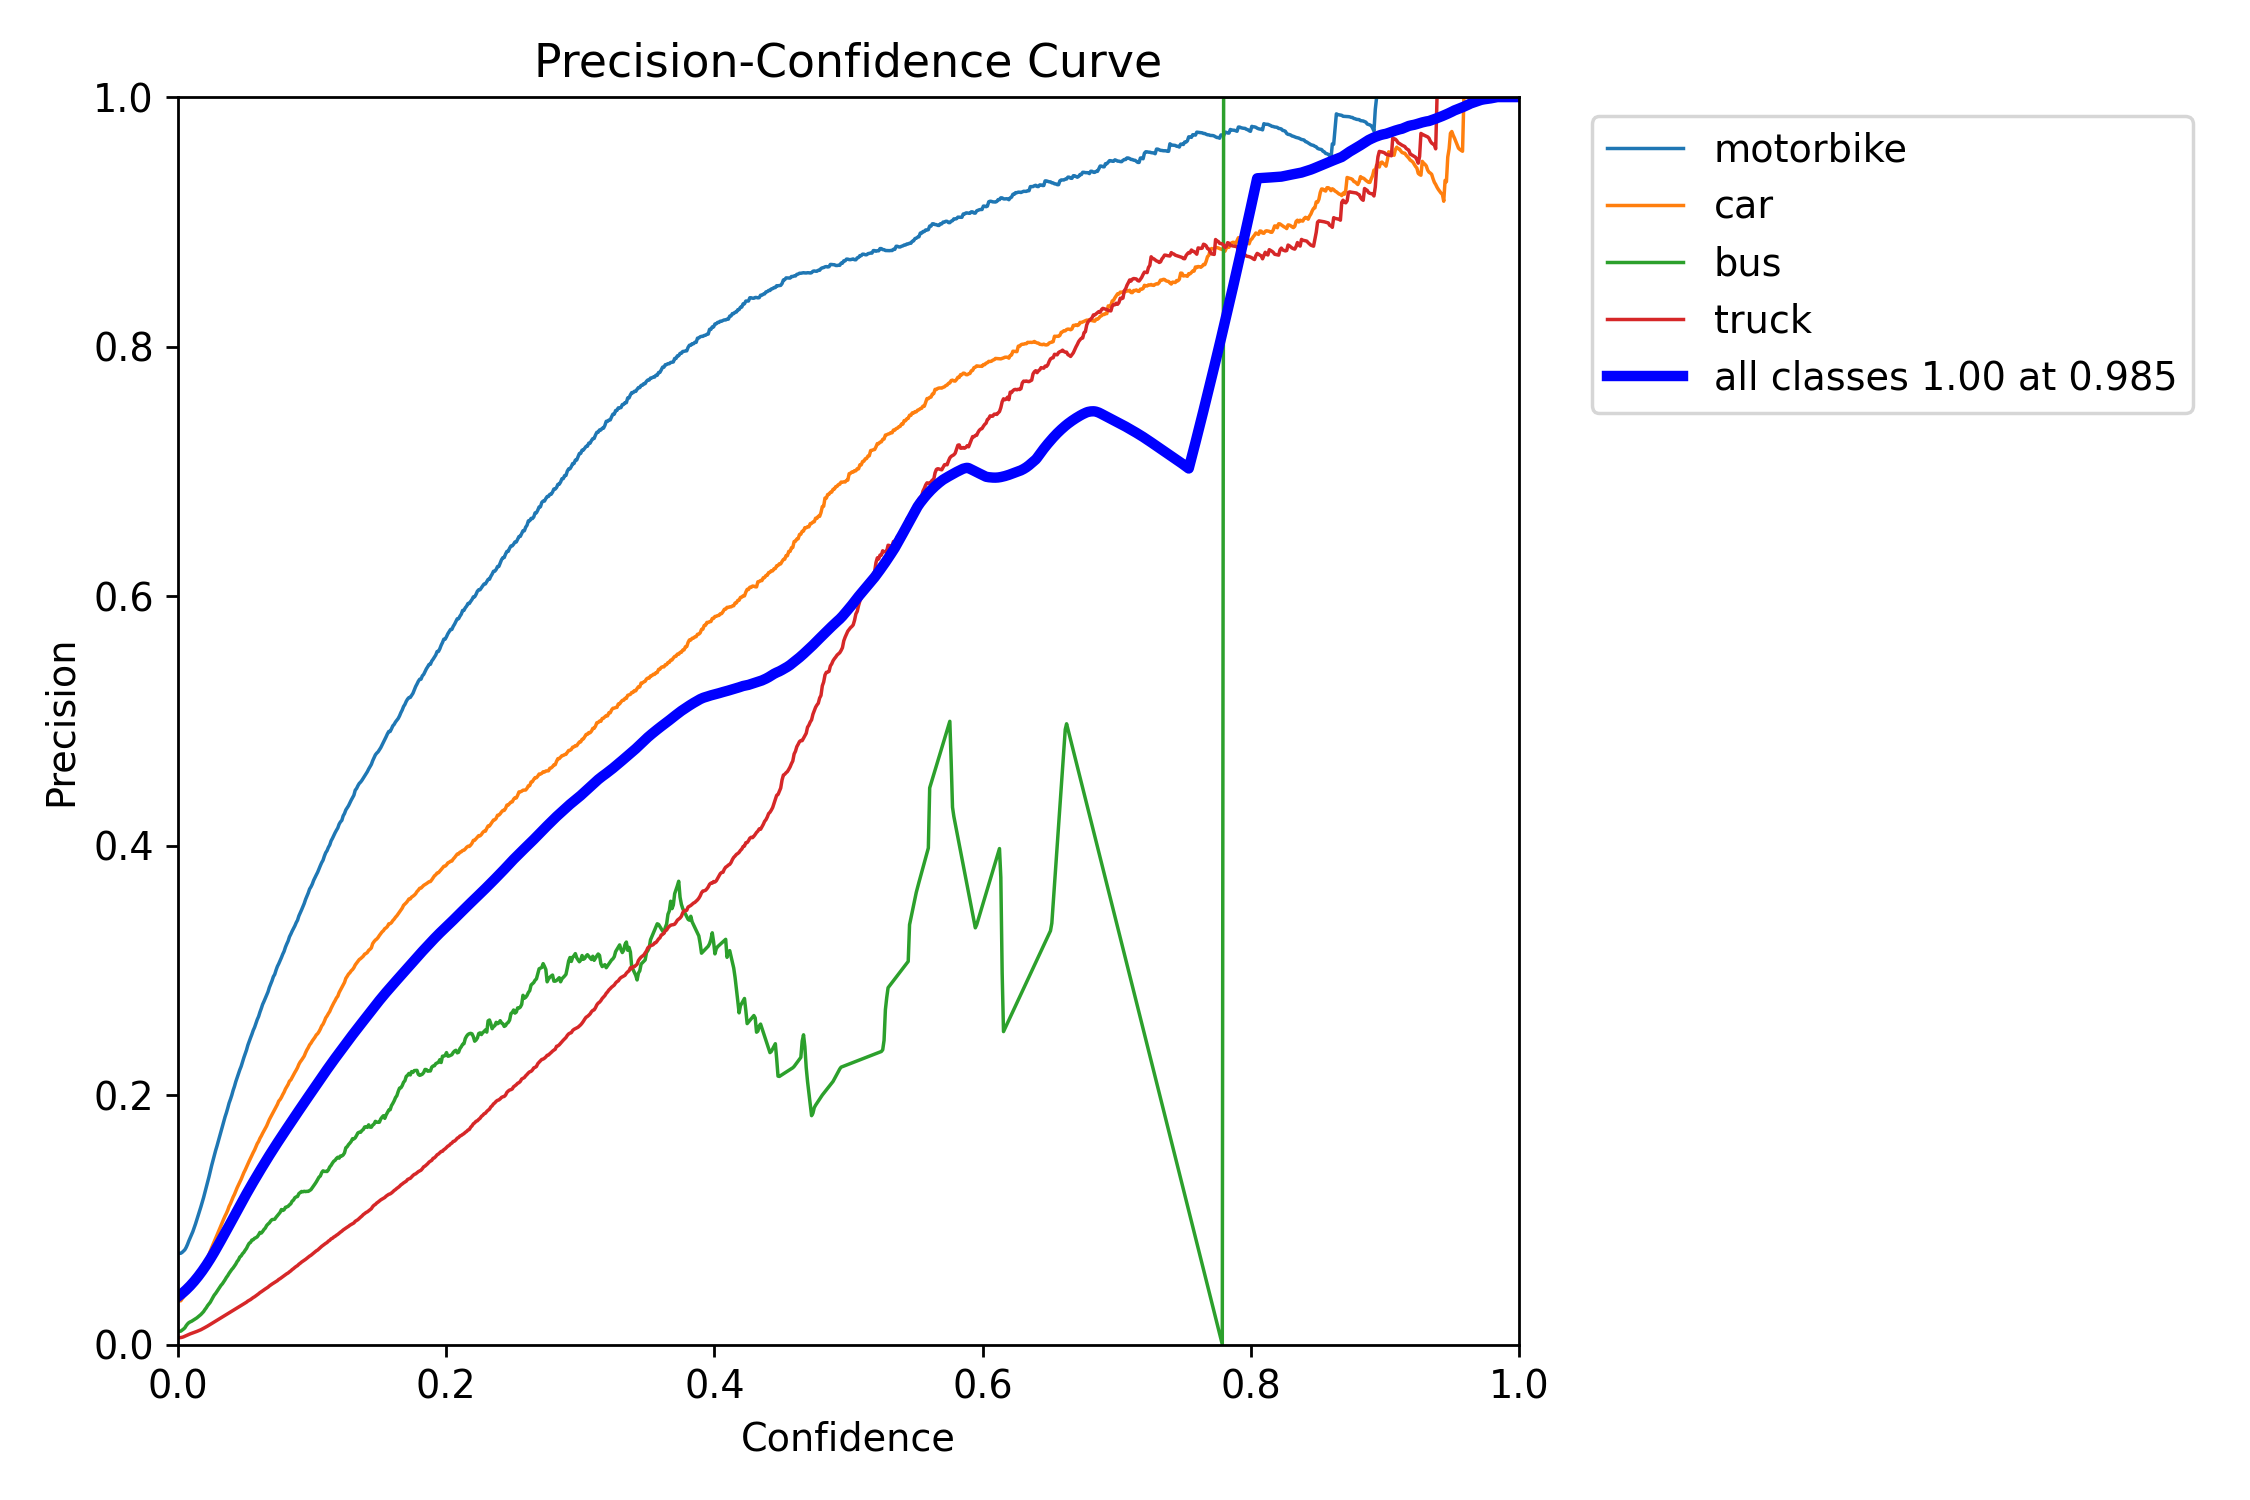 Precision-Confidence Curve
1.0
0.8
0.6
0.4
0.2
0.0
Precision
0.0 0.2 0.4 0.6 0.8 1.0
Confidence
motorbike
car
bus
truck
all classes 1.00 at 0.985